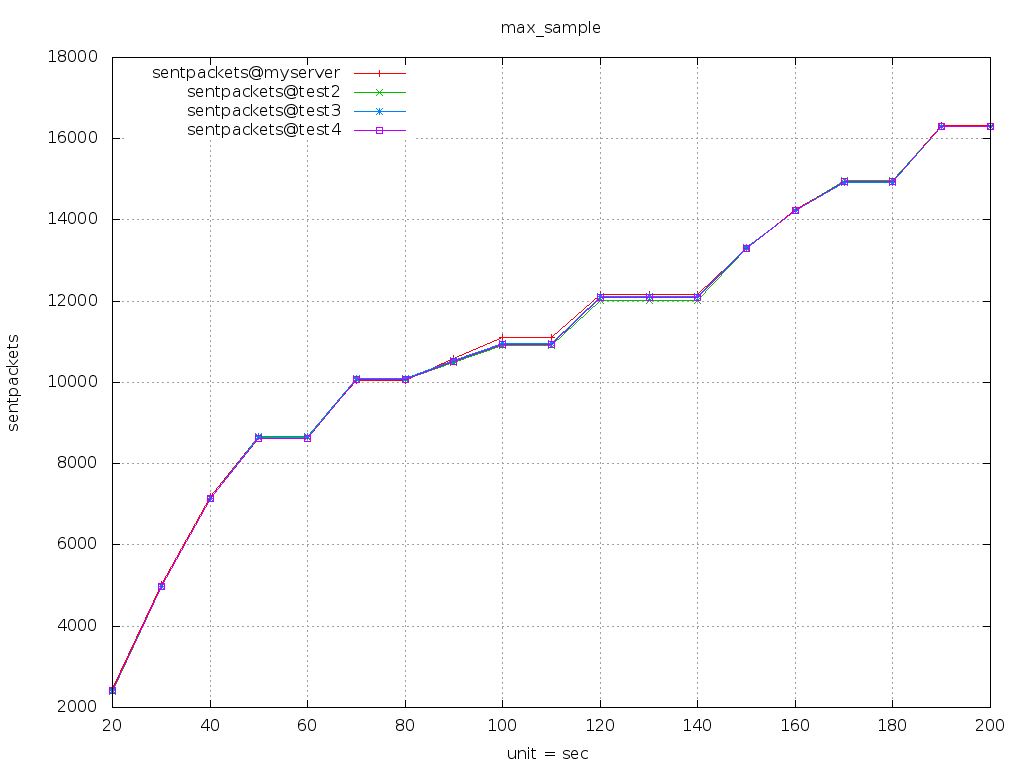 max_sample
18000
16000
14000
12000
10000
8000
6000
4000
2000
sentpackets
sentpackets@myserver
sentpackets@test2
sentpackets@test3
sentpackets@test4
20 40 60 80 100 120 140 160 180 200
unit = sec